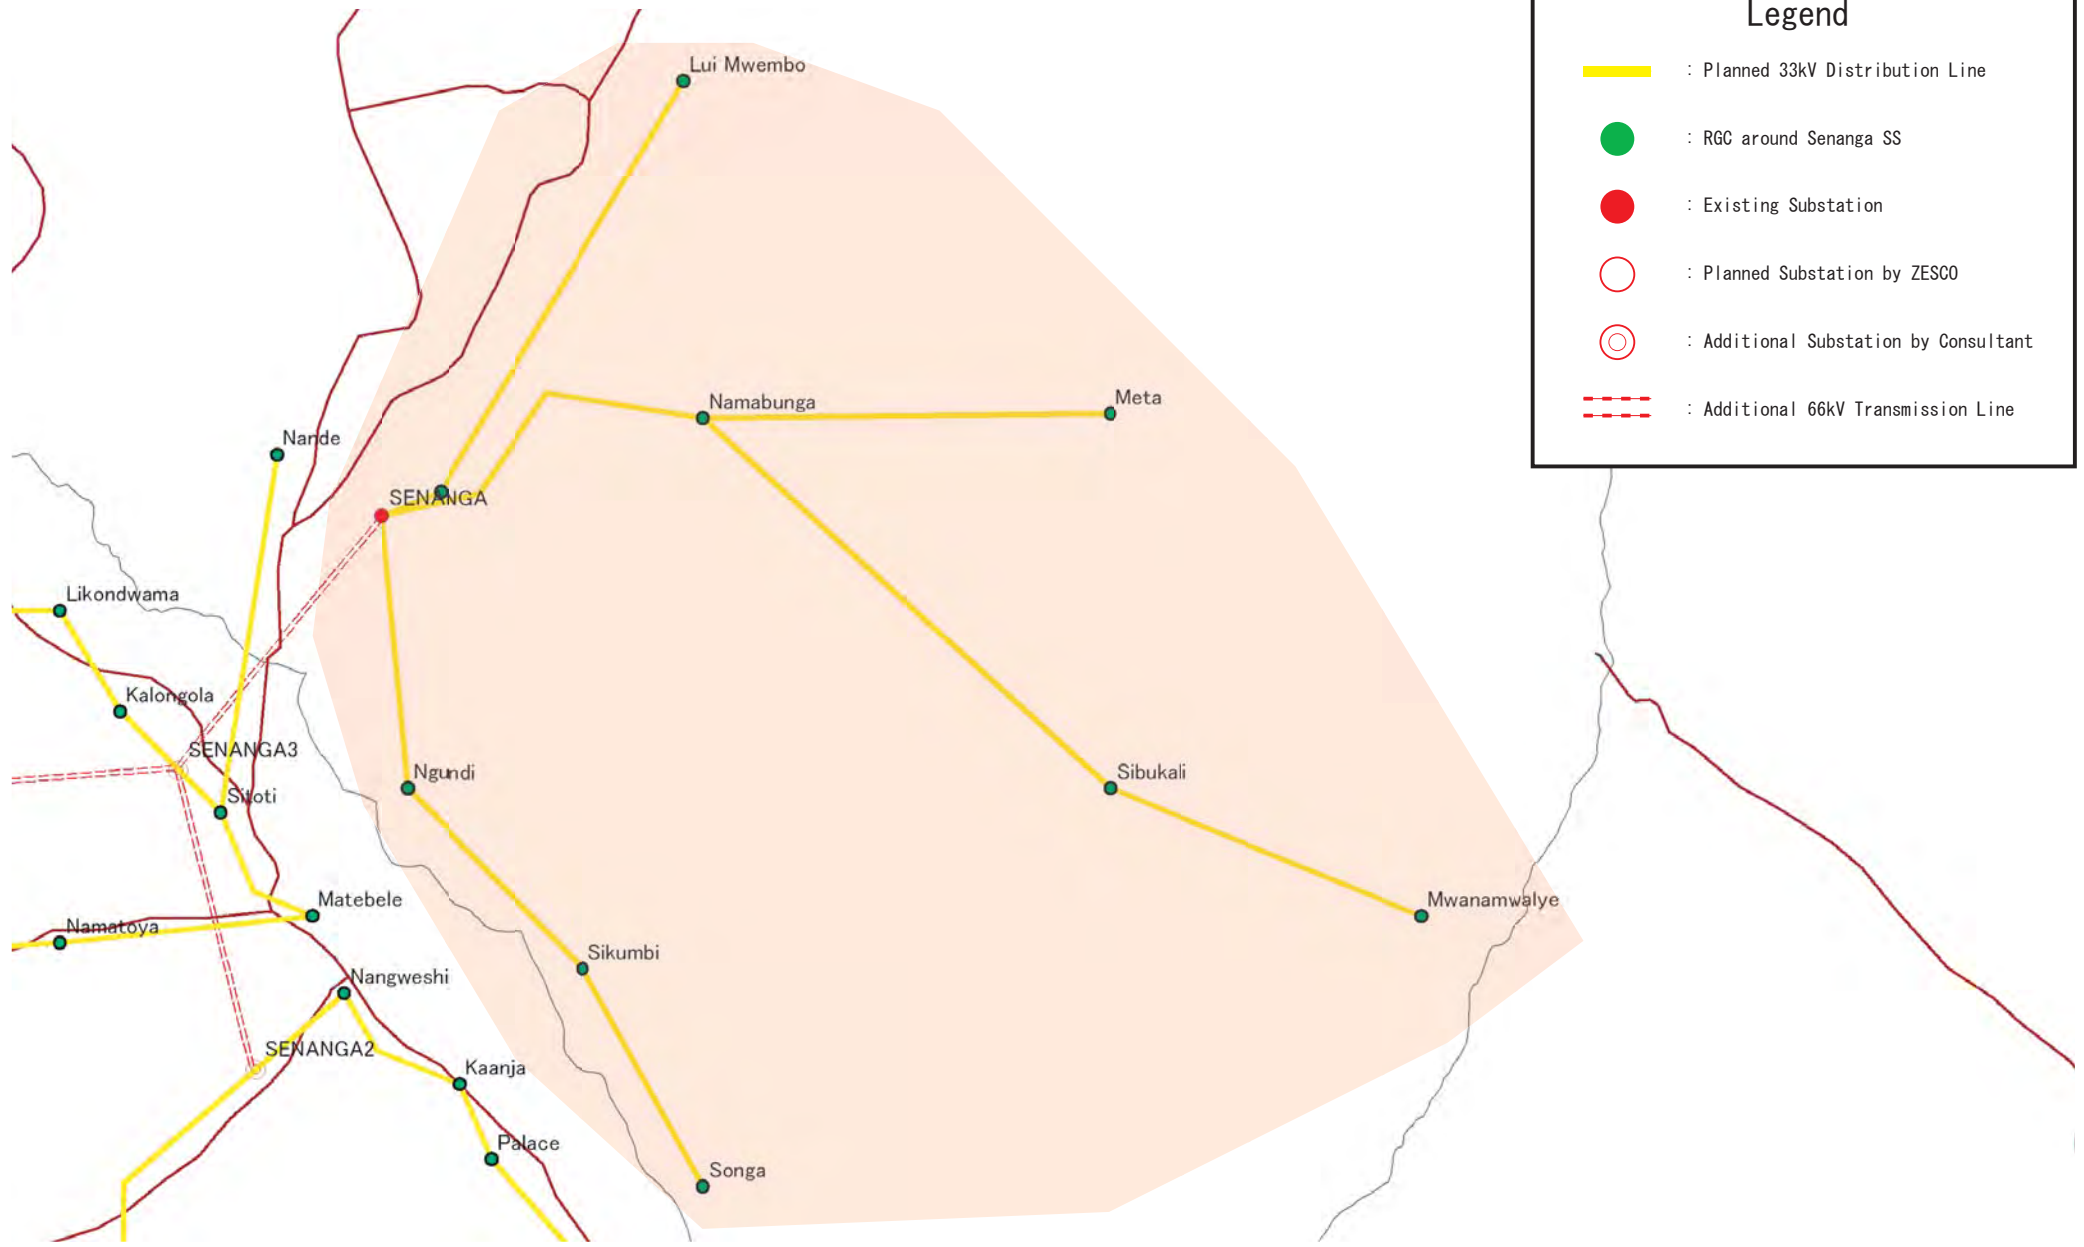 Legend
: Planned 33kV Distribution Line
: RGC around Senanga SS
: Existing Substation
: Planned Substation by ZESCO
: Additional Substation by Consultant
: Additional 66kV Transmission Line
Lui Mwembo
Meta
Namabunga
Nande
SENANGA
Likondwama
Kalongola
SENANGA3
Ngundi
Sibukali
Sitoti
Matebele
Mwanamwalye
Namatoya
Sikumbi
Nangweshi
SENANGA2
Kaanja
Palace
Songa